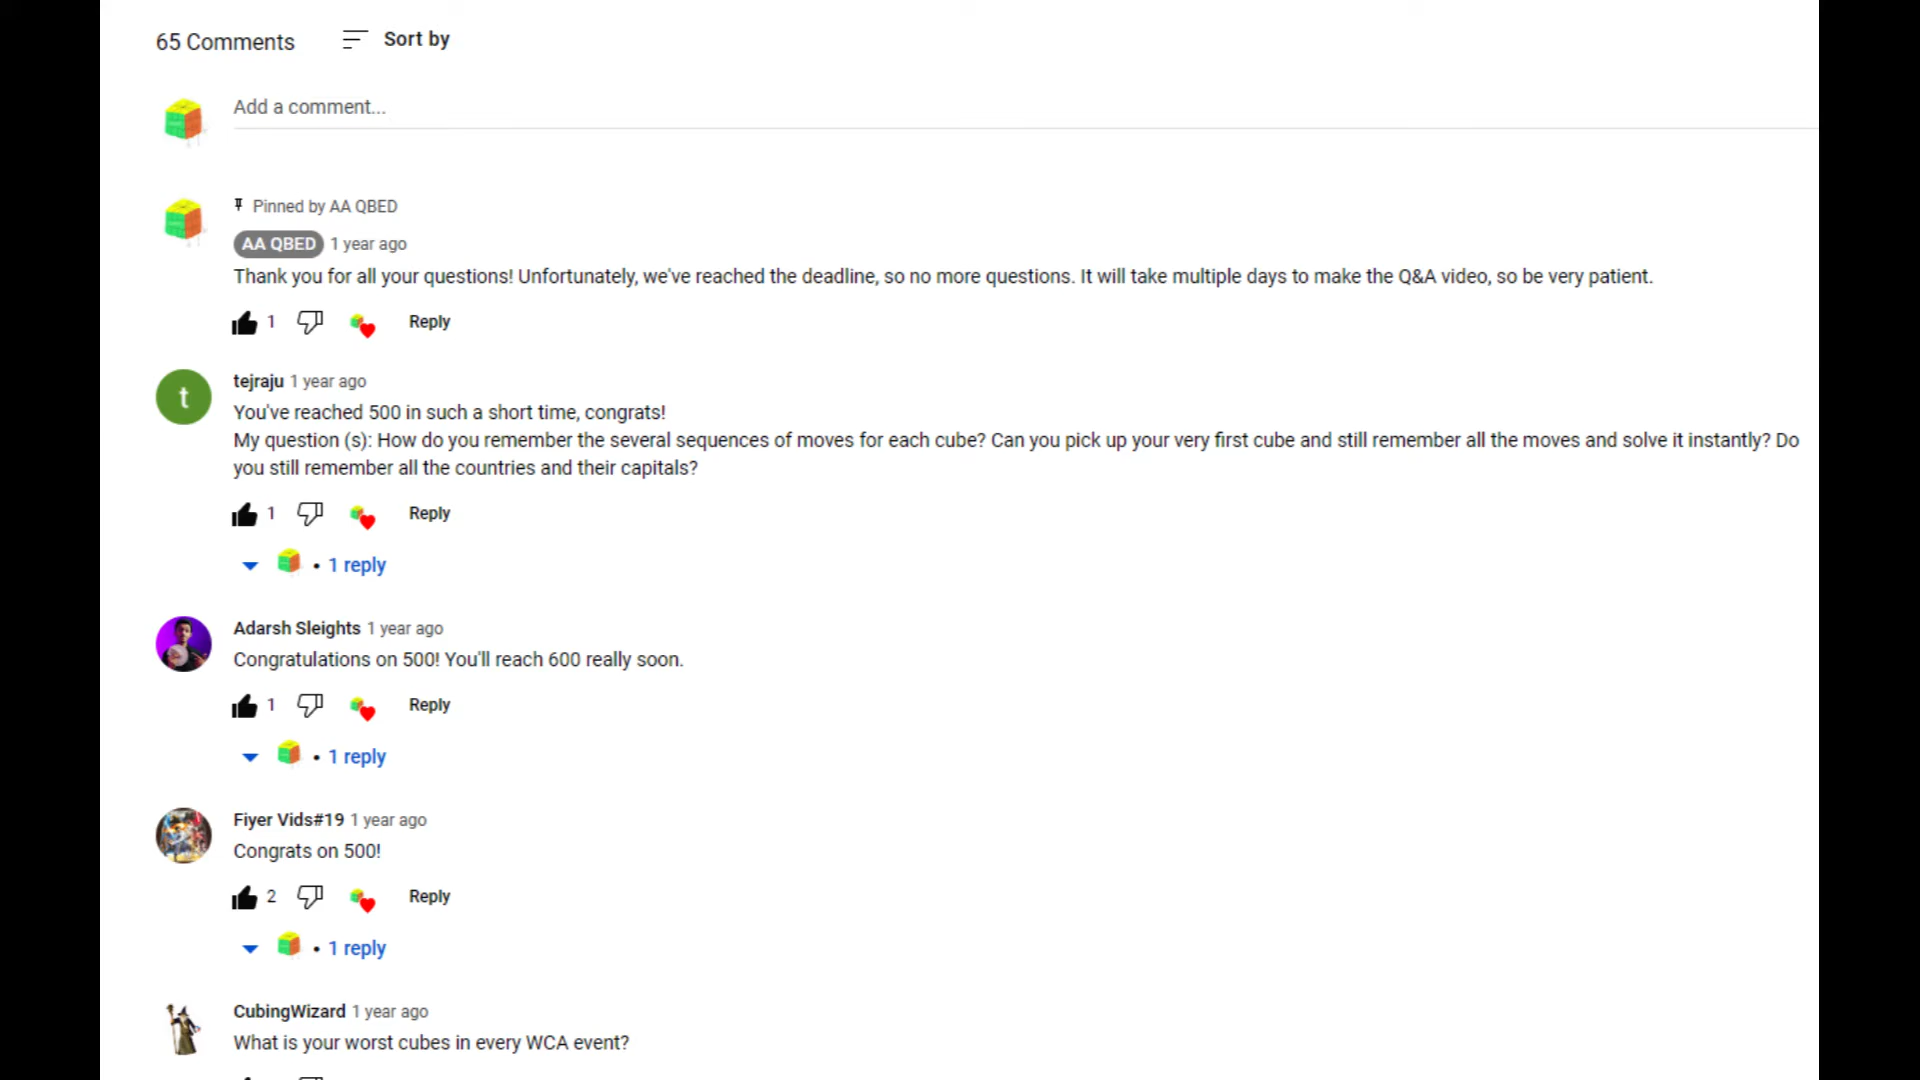 65 Comments
Sort by
Add a comment...
Pinned by AA QBED
AA QBED 1 year ago
Thank you for all your questions! Unfortunately, we've reached the deadline, so no more questions. It will take multiple days to make the Q&A video, so be very patient.
1 Reply
t
tejraju 1 year ago
You've reached 500 in such a short time, congrats!
My question (s): How do you remember the several sequences of moves for each cube? Can you pick up your very first cube and still remember all the moves and solve it instantly? Do
you still remember all the countries and their capitals?
1 Reply
• 1 reply
Adarsh Sleights 1 year ago
Congratulations on 500! You'll reach 600 really soon.
1 Reply
• 1 reply
Fiyer Vids#19 1 year ago
Congrats on 500!
2 Reply
• 1 reply
CubingWizard 1 year ago
What is your worst cubes in every WCA event?